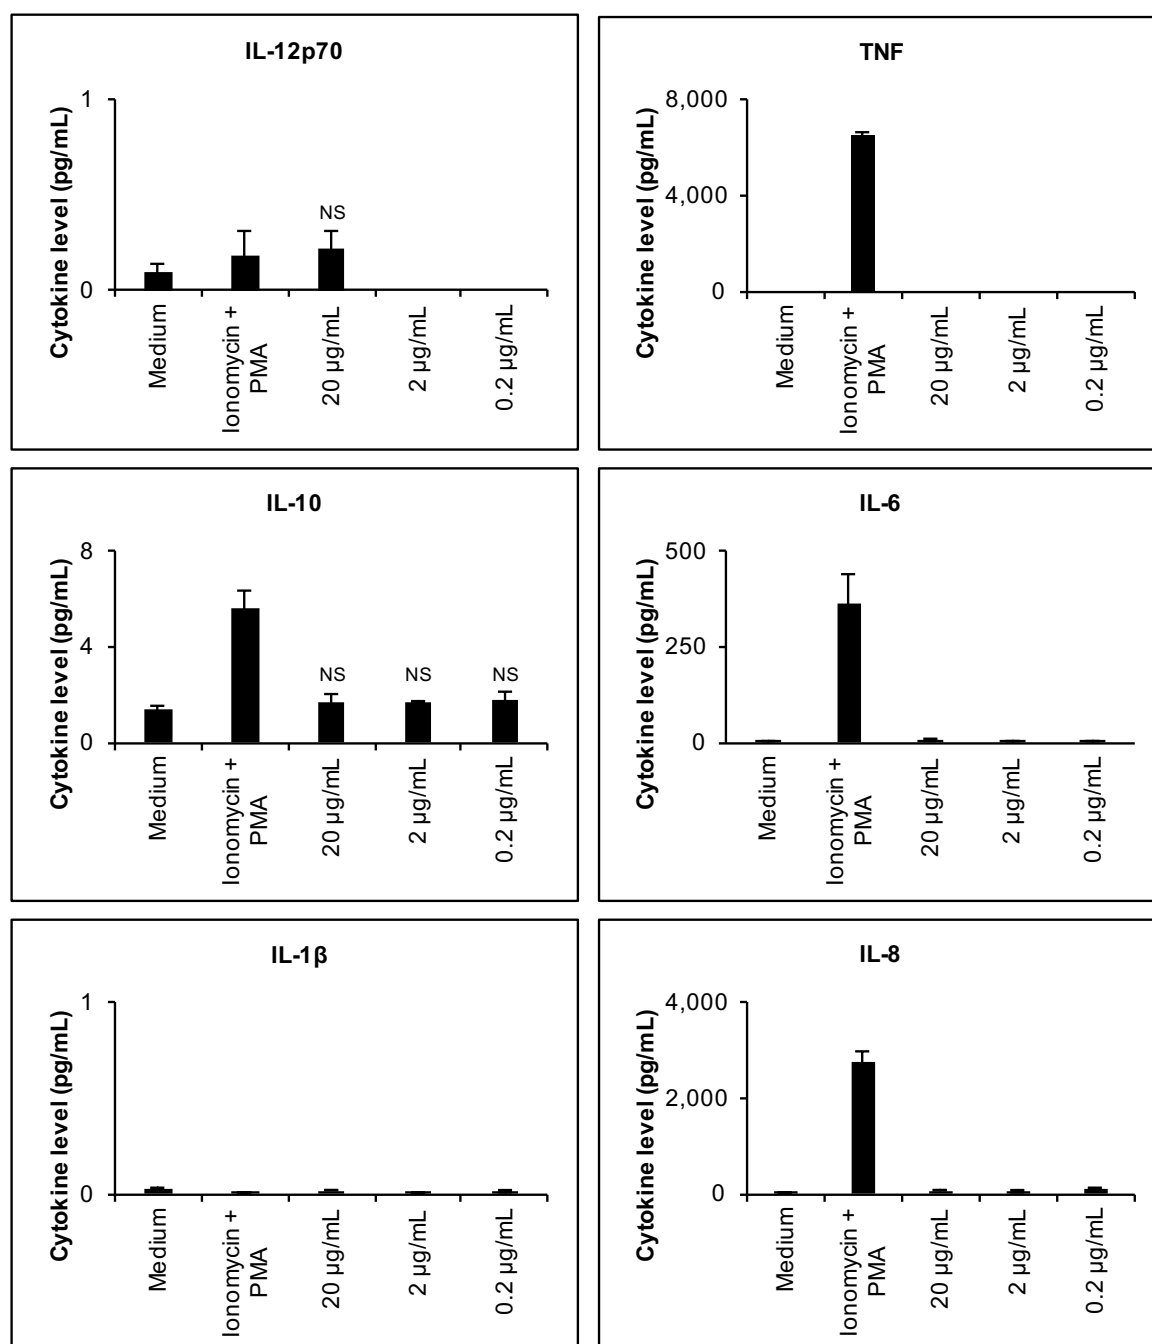 IL-12p70
Cytokine level (pg/mL)
1
0
NS
Medium
Ionomycin +
PMA
20 µg/mL
2 µg/mL
0.2 µg/mL
TNF
Cytokine level (pg/mL)
8,000
4,000
0
Medium
Ionomycin +
PMA
20 µg/mL
2 µg/mL
0.2 µg/mL
IL-10
Cytokine level (pg/mL)
8
4
0
NS
NS
NS
Medium
Ionomycin +
PMA
20 µg/mL
2 µg/mL
0.2 µg/mL
IL-6
Cytokine level (pg/mL)
500
250
0
Medium
Ionomycin +
PMA
20 µg/mL
2 µg/mL
0.2 µg/mL
IL-1β
Cytokine level (pg/mL)
1
0
Medium
Ionomycin +
PMA
20 µg/mL
2 µg/mL
0.2 µg/mL
IL-8
Cytokine level (pg/mL)
4,000
2,000
0
Medium
Ionomycin +
PMA
20 µg/mL
2 µg/mL
0.2 µg/mL